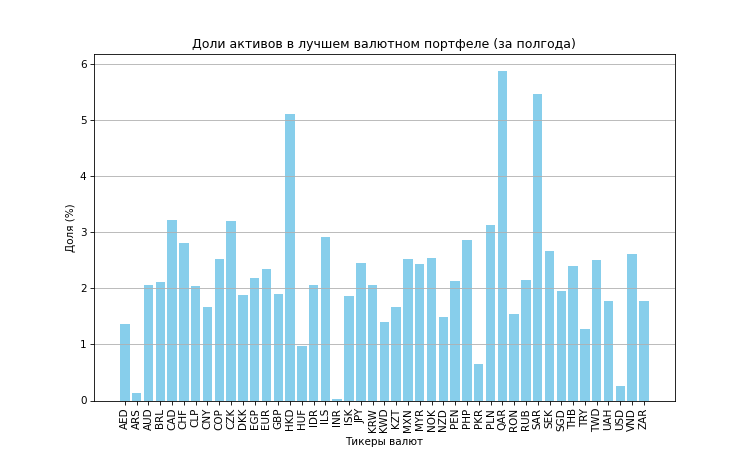 Доли активов в лучшем валютном портфеле (за полгода)
Доля (%)
6
5
4
3
2
1
0
AED ARS AUD BRL CAD CHF CLP CNY COP CZK DKK EGP EUR GBP HKD HUF IDR ILS INR ISK JPY KRW KWD KZT MXN MYR NOK NZD PEN PHP PKR PLN QAR RON RUB SAR SEK SGD THB TRY TWD UAH USD VND ZAR
Тикеры валют